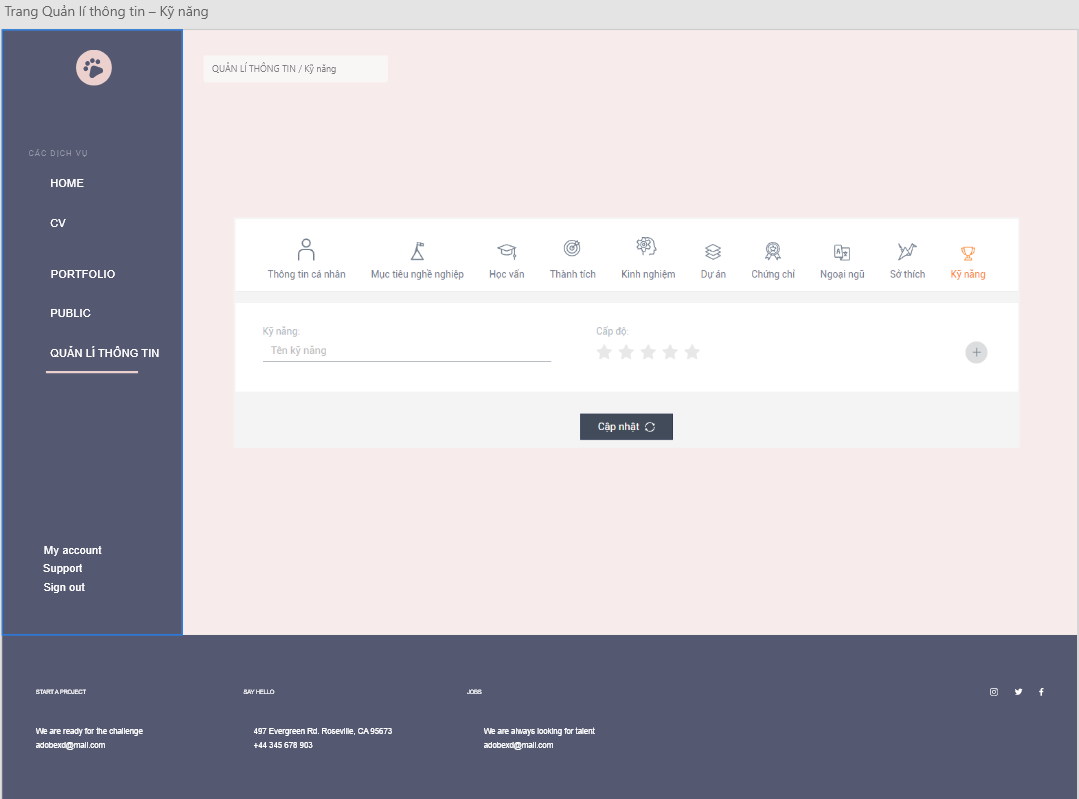 Trang Quản lí thông tin – Kỹ năng
QUẢN LÍ THÔNG TIN / Kỹ năng
CÁC DỊCH VỤ
HOME
CV
PORTFOLIO
PUBLIC
QUẢN LÍ THÔNG TIN
My account
Support
Sign out
Thông tin cá nhân
Mục tiêu nghề nghiệp
Học vấn
Thành tích
Kinh nghiệm
Dự án
Chứng chỉ
Ngoại ngữ
Sở thích
Kỹ năng
Kỹ năng:
Tên kỹ năng
Cấp độ:
Cập nhật
START A PROJECT
We are ready for the challenge
adobexd@mail.com
SAY HELLO
497 Evergreen Rd. Roseville, CA 95673
+44 345 678 903
JOBS
We are always looking for talent
adobexd@mail.com